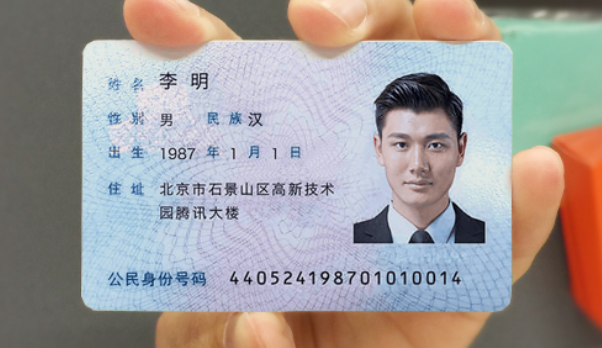 姓名 李明
性别 男 民族 汉
出生 1987 年 1 月 1 日
住址 北京市石景山区高新技术
园腾讯大楼
公民身份号码 440524198701010014